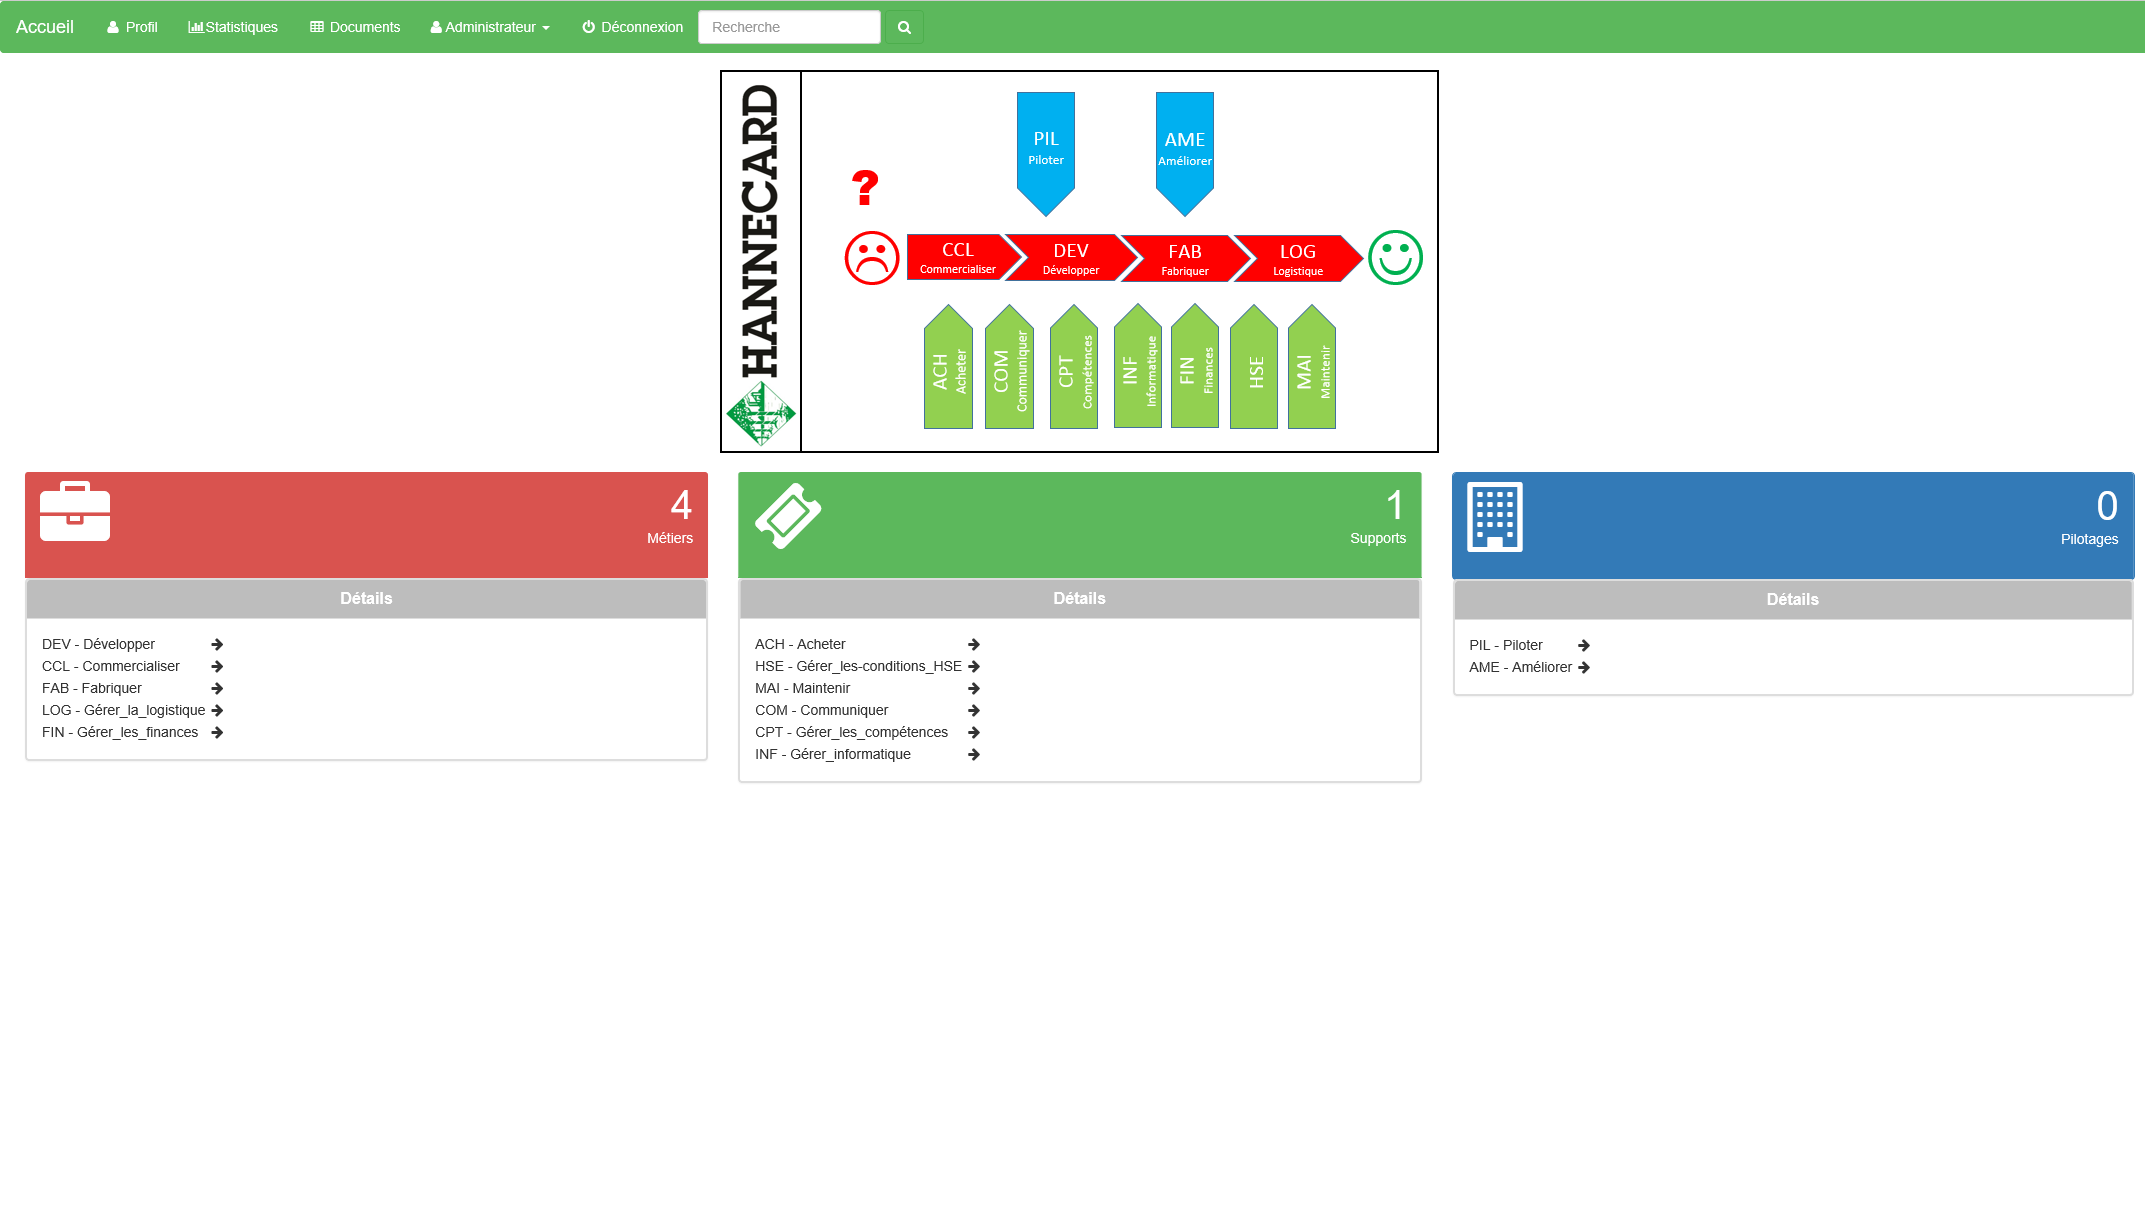 Accueil Profil Statistiques Documents Administrateur Déconnexion Recherche
HANNECARD
PIL
Piloter
AME
Améliorer
?
CCL
Commercialiser
DEV
Développer
FAB
Fabriquer
LOG
Logistique
ACH
Acheter
COM
Communiquer
CPT
Compétences
INF
Informatique
FIN
Finances
HSE
MAI
Maintenir
4
Métiers
Détails
DEV - Développer
CCL - Commercialiser
FAB - Fabriquer
LOG - Gérer_la_logistique
FIN - Gérer_les_finances
1
Supports
Détails
ACH - Acheter
HSE - Gérer_les-conditions_HSE
MAI - Maintenir
COM - Communiquer
CPT - Gérer_les_compétences
INF - Gérer_informatique
0
Pilotages
Détails
PIL - Piloter
AME - Améliorer